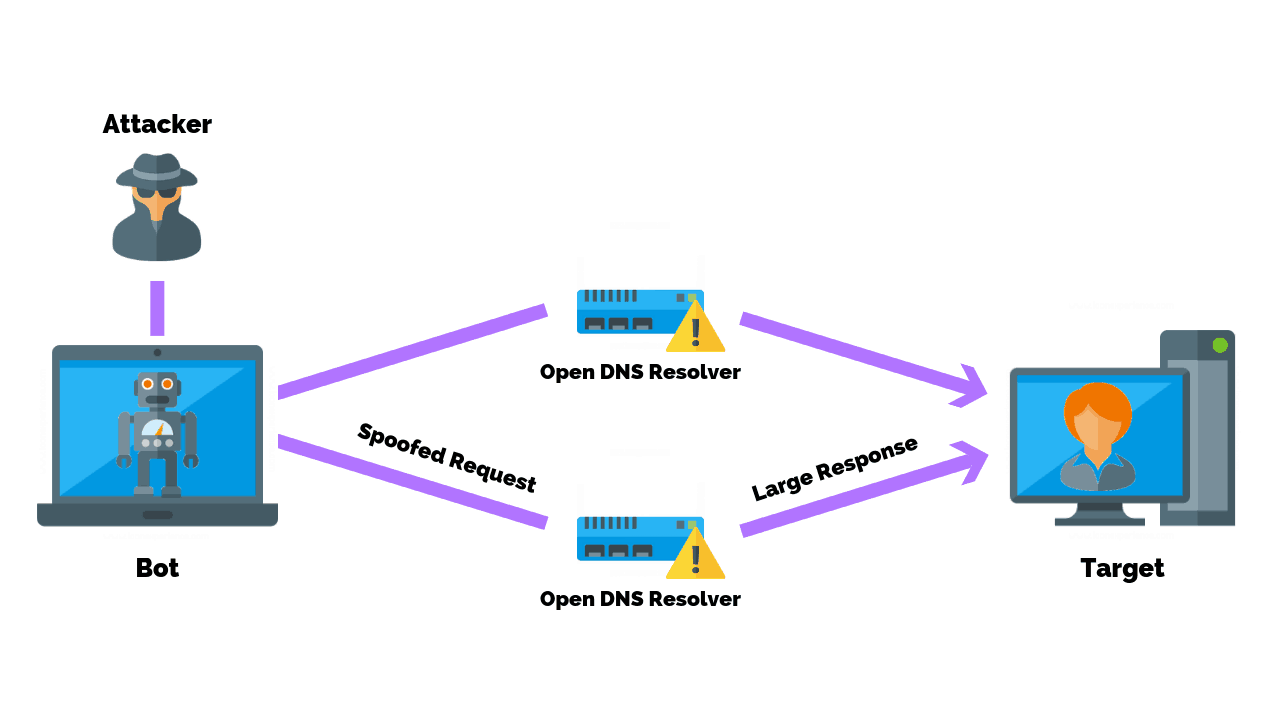 Attacker
Open DNS Resolver
Spoofed Request
Large Response
Bot
Target
Open DNS Resolver